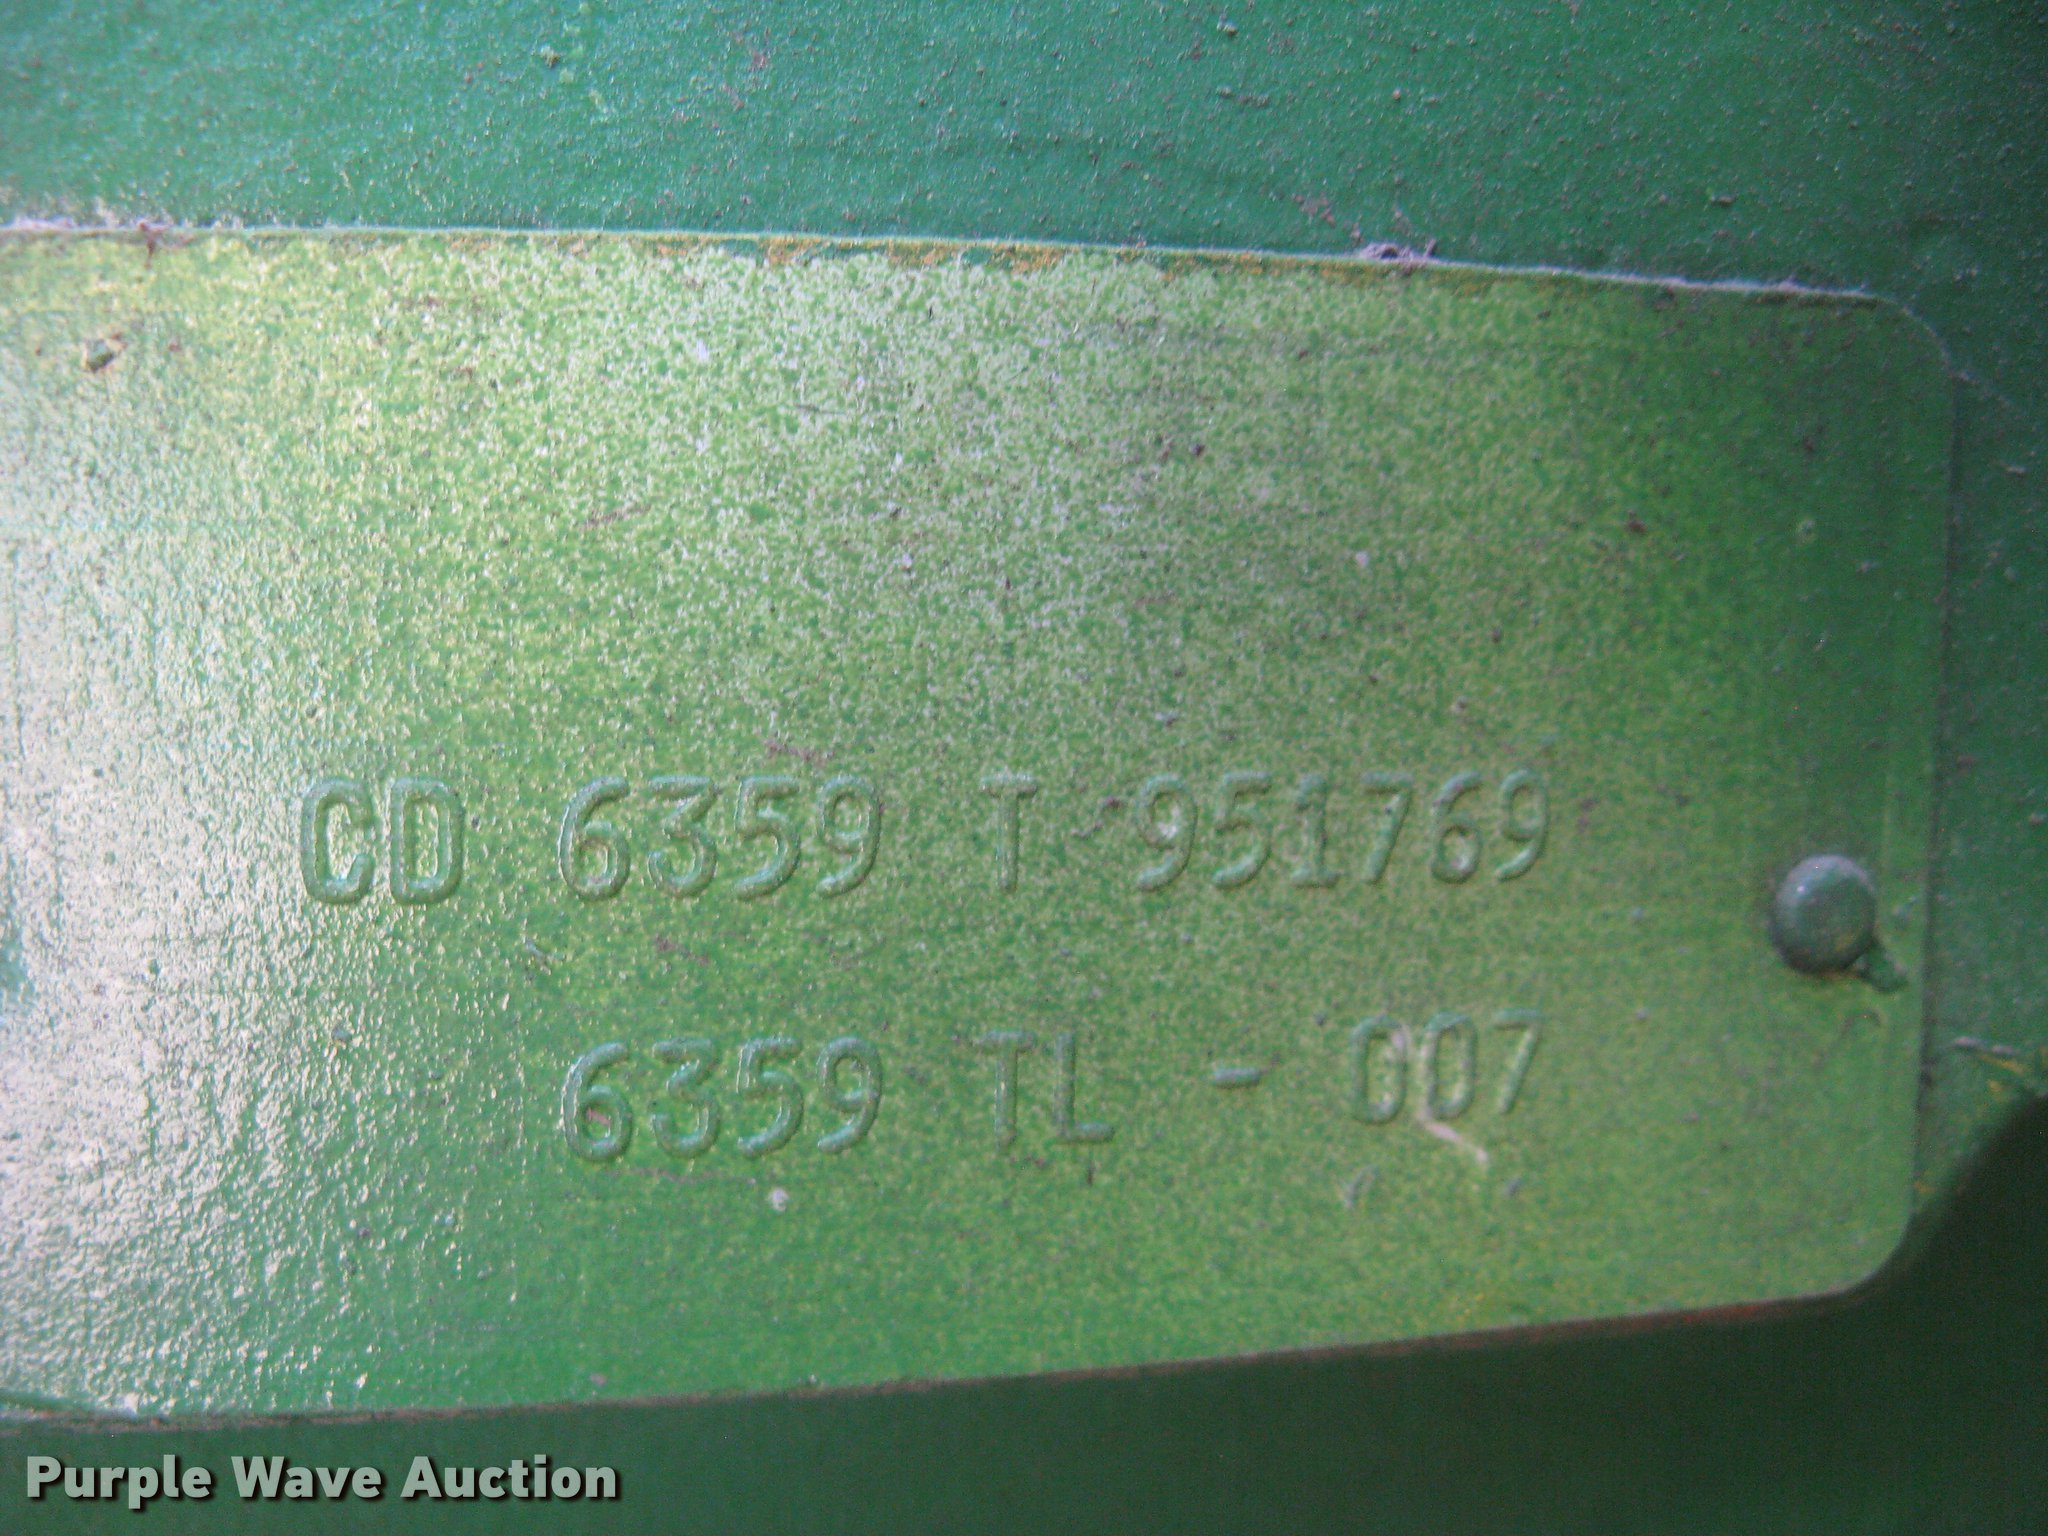 CD 6359 T 951769
6359 TL - 007
Purple Wave Auction